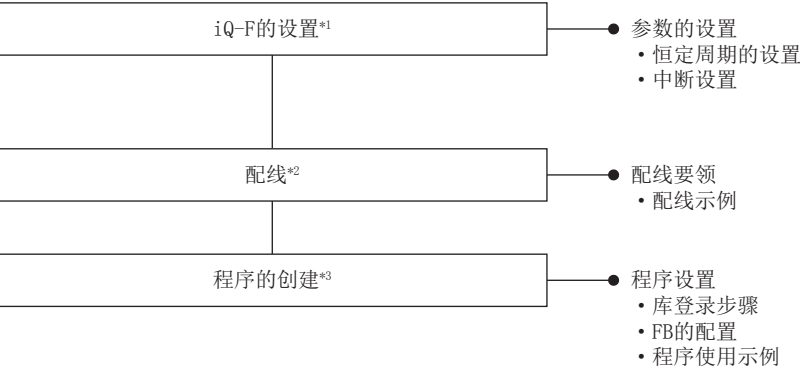 iQ-F的设置*1
参数的设置
・恒定周期的设置
・中断设置
配线*2
配线要领
・配线示例
程序的创建*3
程序设置
・库登录步骤
・FB的配置
・程序使用示例